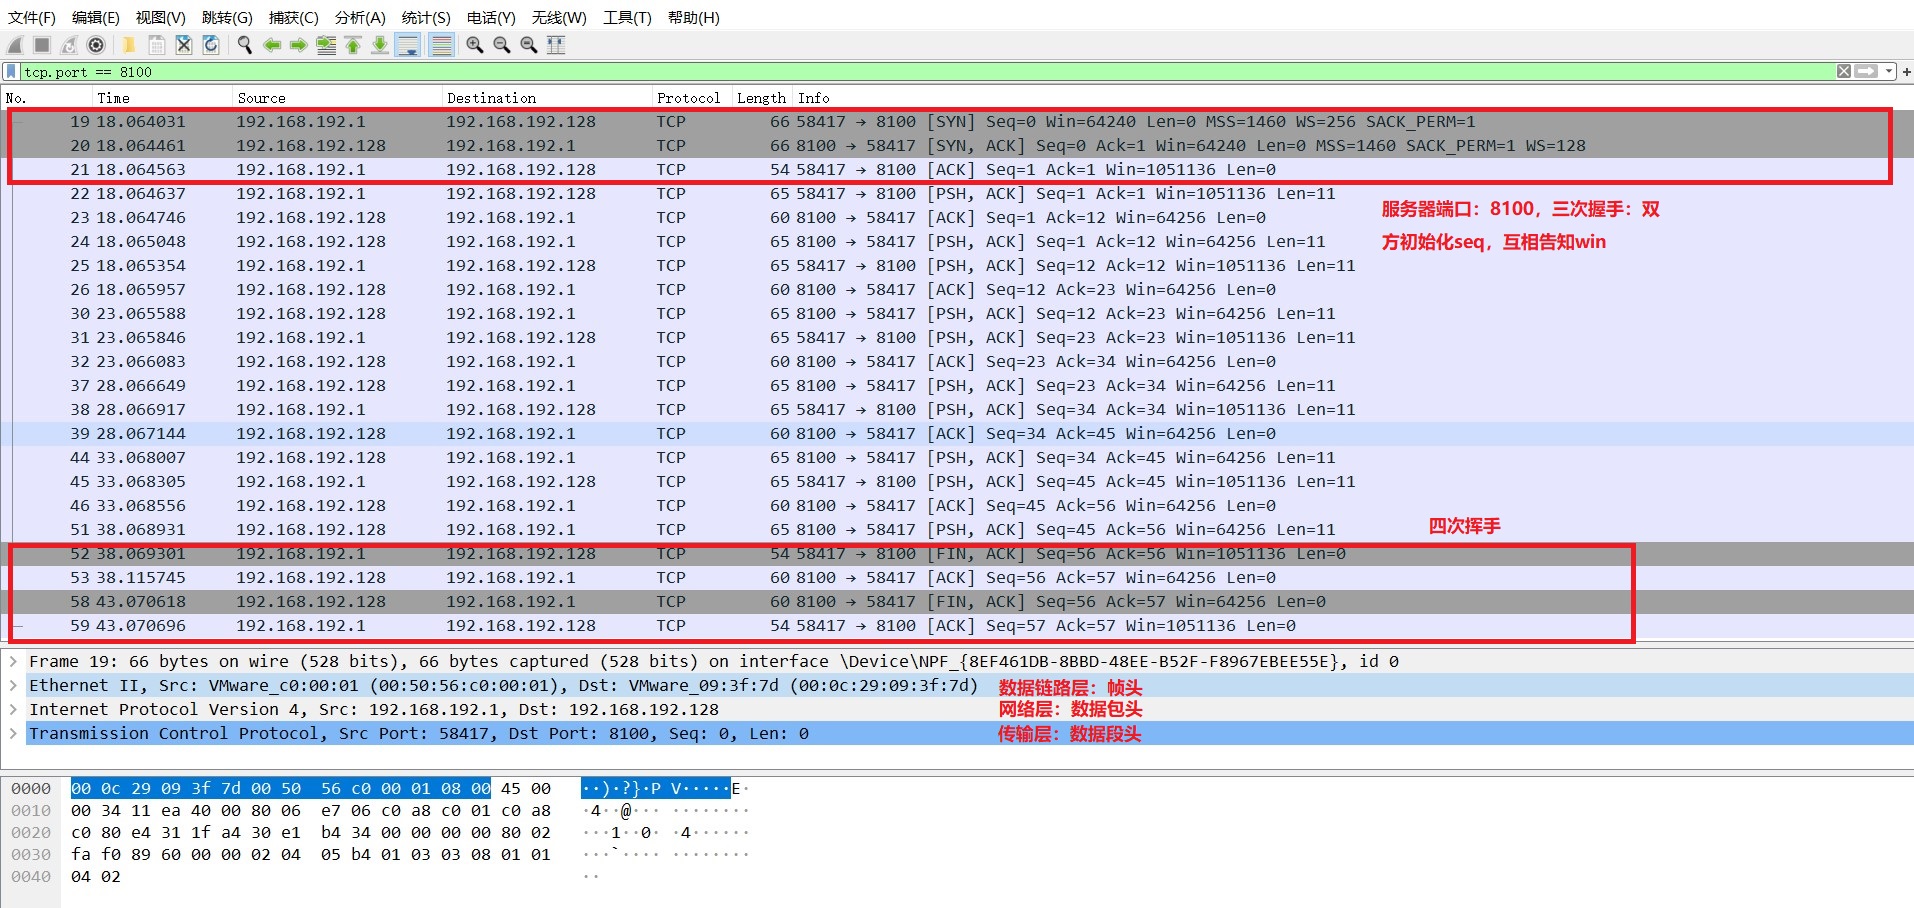 文件(F) 编辑(E) 视图(V) 跳转(G) 捕获(C) 分析(A) 统计(S) 电话(Y) 无线(W) 工具(T) 帮助(H)
tcp.port == 8100
No. Time Source Destination Protocol Length Info
19 18.064031 192.168.192.1 192.168.192.128 TCP 66 58417 → 8100 [SYN] Seq=0 Win=64240 Len=0 MSS=1460 WS=256 SACK_PERM=1
20 18.064461 192.168.192.128 192.168.192.1 TCP 66 8100 → 58417 [SYN, ACK] Seq=0 Ack=1 Win=64240 Len=0 MSS=1460 SACK_PERM=1 WS=128
21 18.064563 192.168.192.1 192.168.192.128 TCP 54 58417 → 8100 [ACK] Seq=1 Ack=1 Win=1051136 Len=0
22 18.064637 192.168.192.1 192.168.192.128 TCP 65 58417 → 8100 [PSH, ACK] Seq=1 Ack=1 Win=1051136 Len=11
服务器端口：8100，三次握手：双
23 18.064746 192.168.192.128 192.168.192.1 TCP 60 8100 → 58417 [ACK] Seq=1 Ack=12 Win=64256 Len=0
24 18.065048 192.168.192.128 192.168.192.1 TCP 65 8100 → 58417 [PSH, ACK] Seq=1 Ack=12 Win=64256 Len=11
方初始化seq，互相告知win
25 18.065354 192.168.192.1 192.168.192.128 TCP 65 58417 → 8100 [PSH, ACK] Seq=12 Ack=12 Win=1051136 Len=11
26 18.065957 192.168.192.128 192.168.192.1 TCP 60 8100 → 58417 [ACK] Seq=12 Ack=23 Win=64256 Len=0
30 23.065588 192.168.192.128 192.168.192.1 TCP 65 8100 → 58417 [PSH, ACK] Seq=12 Ack=23 Win=64256 Len=11
31 23.065846 192.168.192.1 192.168.192.128 TCP 65 58417 → 8100 [PSH, ACK] Seq=23 Ack=23 Win=1051136 Len=11
32 23.066083 192.168.192.128 192.168.192.1 TCP 60 8100 → 58417 [ACK] Seq=23 Ack=34 Win=64256 Len=0
37 28.066649 192.168.192.128 192.168.192.1 TCP 65 8100 → 58417 [PSH, ACK] Seq=23 Ack=34 Win=64256 Len=11
38 28.066917 192.168.192.1 192.168.192.128 TCP 65 58417 → 8100 [PSH, ACK] Seq=34 Ack=34 Win=1051136 Len=11
39 28.067144 192.168.192.128 192.168.192.1 TCP 60 8100 → 58417 [ACK] Seq=34 Ack=45 Win=64256 Len=0
44 33.068007 192.168.192.128 192.168.192.1 TCP 65 8100 → 58417 [PSH, ACK] Seq=34 Ack=45 Win=64256 Len=11
45 33.068305 192.168.192.1 192.168.192.128 TCP 65 58417 → 8100 [PSH, ACK] Seq=45 Ack=45 Win=1051136 Len=11
46 33.068556 192.168.192.128 192.168.192.1 TCP 60 8100 → 58417 [ACK] Seq=45 Ack=56 Win=64256 Len=0
51 38.068931 192.168.192.128 192.168.192.1 TCP 65 8100 → 58417 [PSH, ACK] Seq=45 Ack=56 Win=64256 Len=11
四次挥手
52 38.069301 192.168.192.1 192.168.192.128 TCP 54 58417 → 8100 [FIN, ACK] Seq=56 Ack=56 Win=1051136 Len=0
53 38.115745 192.168.192.128 192.168.192.1 TCP 60 8100 → 58417 [ACK] Seq=56 Ack=57 Win=64256 Len=0
58 43.070618 192.168.192.128 192.168.192.1 TCP 60 8100 → 58417 [FIN, ACK] Seq=56 Ack=57 Win=64256 Len=0
59 43.070696 192.168.192.1 192.168.192.128 TCP 54 58417 → 8100 [ACK] Seq=57 Ack=57 Win=1051136 Len=0
Frame 19: 66 bytes on wire (528 bits), 66 bytes captured (528 bits) on interface \Device\NPF_{8EF461DB-8BBD-48EE-B52F-F8967EBEE55E}, id 0
Ethernet II, Src: VMware_c0:00:01 (00:50:56:c0:00:01), Dst: VMware_09:3f:7d (00:0c:29:09:3f:7d) 数据链路层：帧头
Internet Protocol Version 4, Src: 192.168.192.1, Dst: 192.168.192.128 网络层：数据包头
Transmission Control Protocol, Src Port: 58417, Dst Port: 8100, Seq: 0, Len: 0 传输层：数据段头
0000 00 0c 29 09 3f 7d 00 50 56 c0 00 01 08 00 45 00 ··)·?}·P V·····E·
0010 00 34 11 ea 40 00 80 06 e7 06 c0 a8 c0 01 c0 a8 ·4··@··· ········
0020 c0 80 e4 31 1f a4 30 e1 b4 34 00 00 00 00 80 02 ···1··0· ·4······
0030 fa f0 89 60 00 00 02 04 05 b4 01 03 03 08 01 01 ···`···· ········
0040 04 02 ··